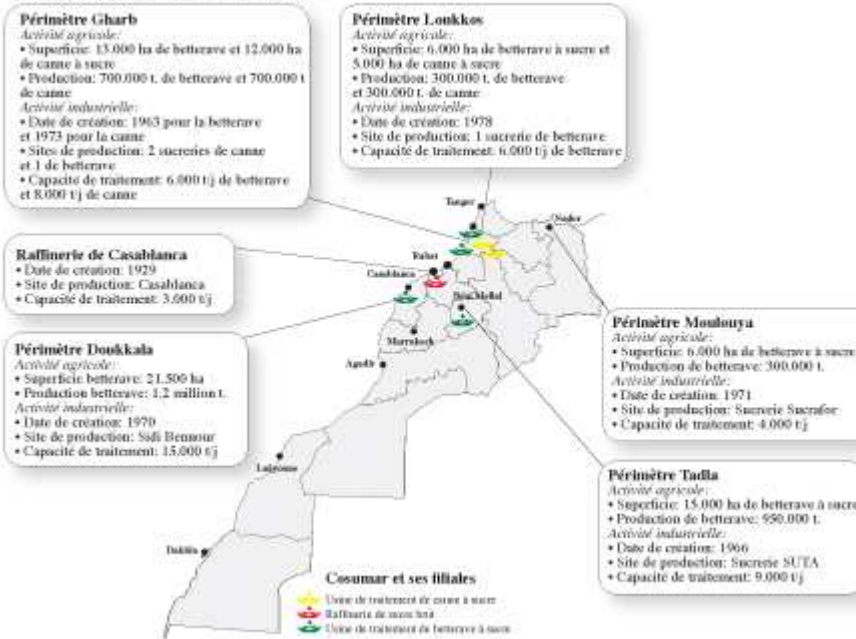 Périmètre Gharb
Activité agricole:
• Superficie: 13.000 ha de betterave et 12.000 ha
de canne à sucre
• Production: 700.000 t. de betterave et 700.000 t
de canne
Activité industrielle:
• Date de création: 1963 pour la betterave
et 1973 pour la canne
• Sites de production: 2 sucreries de canne
et 1 de betterave
• Capacité de traitement: 6.000 t/j de betterave
et 8.000 t/j de canne
Périmètre Loukkos
Activité agricole:
• Superficie: 6.000 ha de betterave à sucre et
5.000 ha de canne à sucre
• Production: 300.000 t. de betterave
et 300.000 t. de canne
Activité industrielle:
• Date de création: 1978
• Site de production: 1 sucrerie de betterave
• Capacité de traitement: 6.000 t/j de betterave
Tanger
Nador
Rabat
Casablanca
Béni Mellal
Marrakech
Agadir
Laâyoune
Dakhla
Raffinerie de Casablanca
• Date de création: 1929
• Site de production: Casablanca
• Capacité de traitement: 3.000 t/j
Périmètre Doukkala
Activité agricole:
• Superficie betterave: 21.500 ha
• Production betterave: 1,2 million t.
Activité industrielle:
• Date de création: 1970
• Site de production: Sidi Bennour
• Capacité de traitement: 15.000 t/j
Périmètre Moulouya
Activité agricole:
• Superficie: 6.000 ha de betterave à sucre
• Production de betterave: 300.000 t.
Activité industrielle:
• Date de création: 1971
• Site de production: Sucrerie Sucrafor
• Capacité de traitement: 4.000 t/j
Périmètre Tadla
Activité agricole:
• Superficie: 15.000 ha de betterave à sucre
• Production de betterave: 950.000 t.
Activité industrielle:
• Date de création: 1966
• Site de production: Sucrerie SUTA
• Capacité de traitement: 9.000 t/j
Cosumar et ses filiales
Usine de traitement de canne à sucre
Raffinerie de sucre brut
Usine de traitement de betterave à sucre